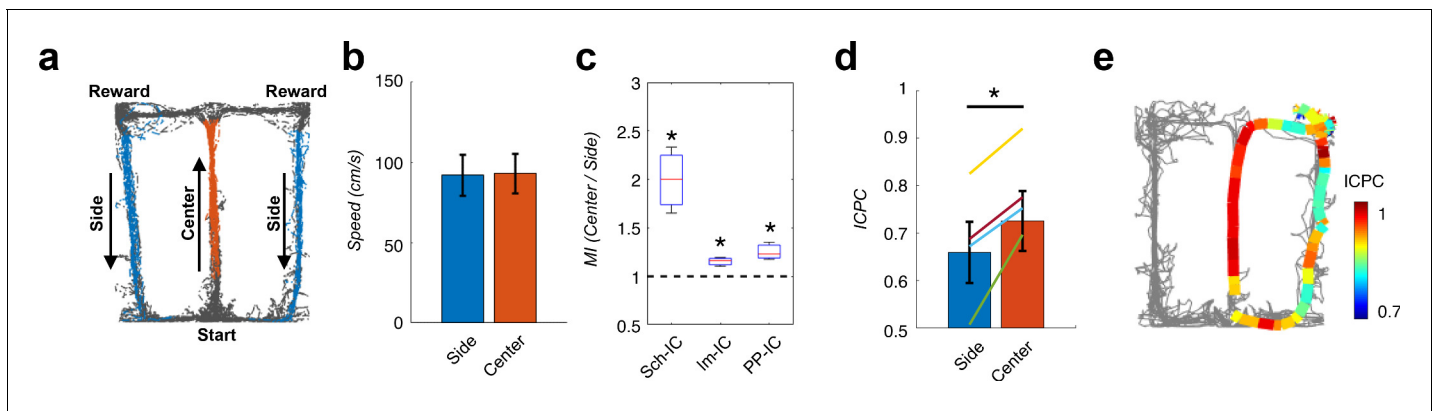 a
Reward
Reward
Side
Center
Side
Start
b
Speed (cm/s)
150
100
50
0
Side
Center
c
MI (Center / Side)
3
2.5
2
1.5
1
0.5
*
*
*
Sch-IC
lm-IC
PP-IC
d
ICPC
1
0.9
0.8
0.7
0.6
0.5
*
Side
Center
e
ICPC
1
0.7